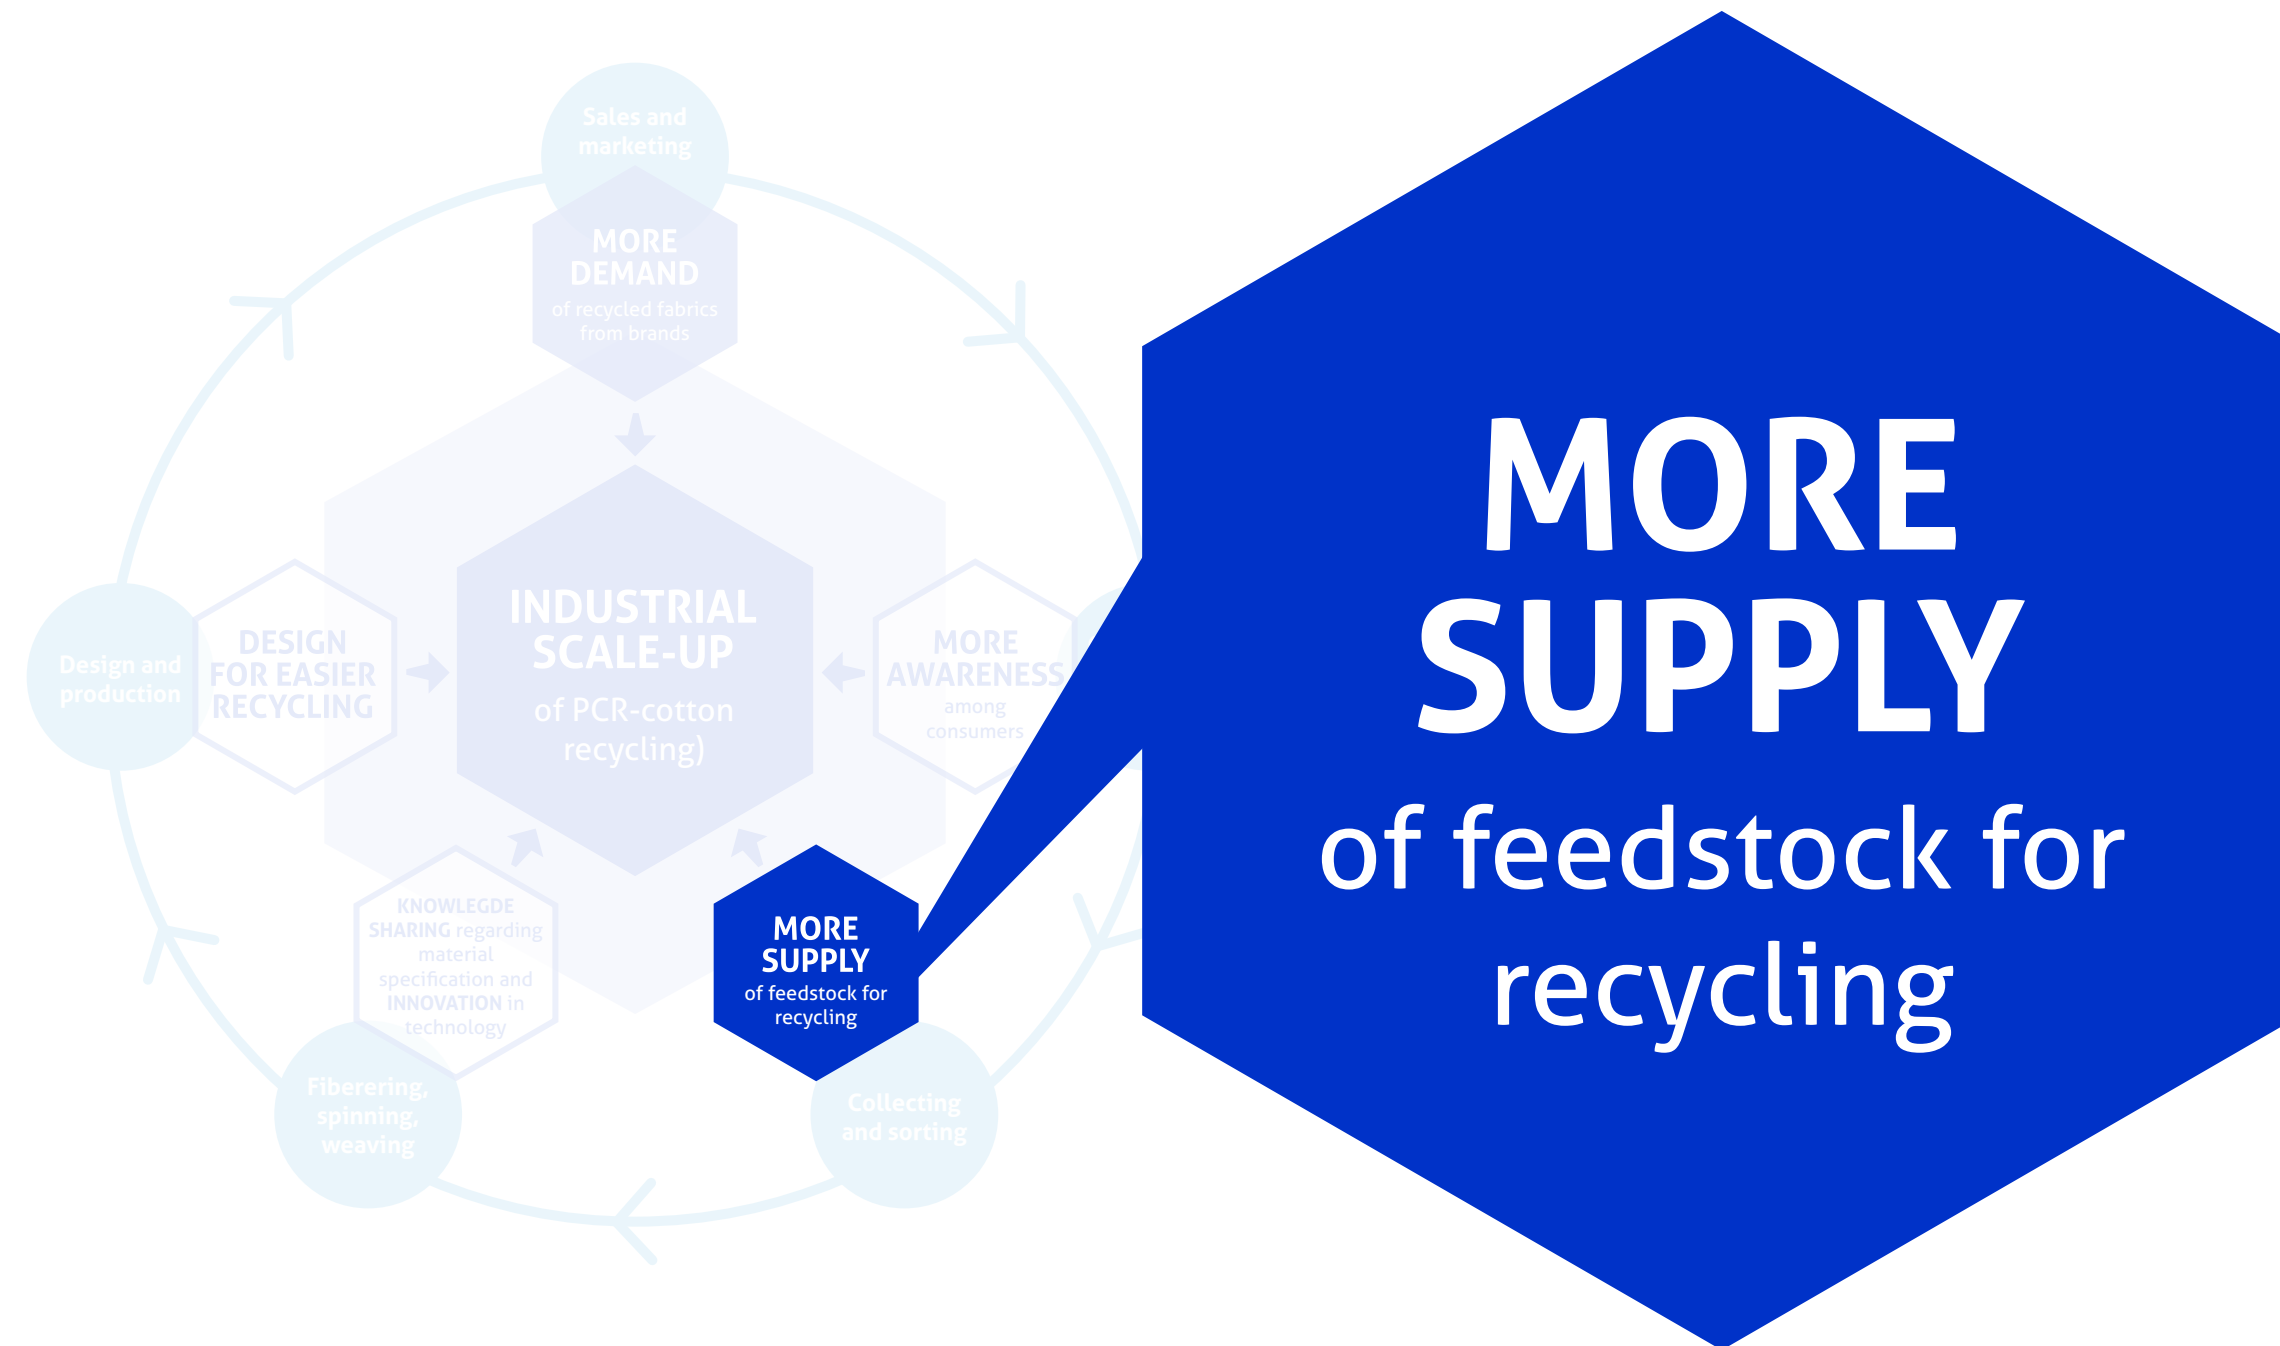 Sales and
marketing
MORE
DEMAND
of recycled fabrics
from brands
Design and
production
DESIGN
FOR EASIER
RECYCLING
INDUSTRIAL
SCALE-UP
of PCR-cotton
recycling)
MORE
AWARENESS
among
consumers
KNOWLEGDE
SHARING regarding
material
specification and
INNOVATION in
technology
MORE
SUPPLY
of feedstock for
recycling
Fiberering,
spinning,
weaving
Collecting
and sorting
MORE
SUPPLY
of feedstock for
recycling